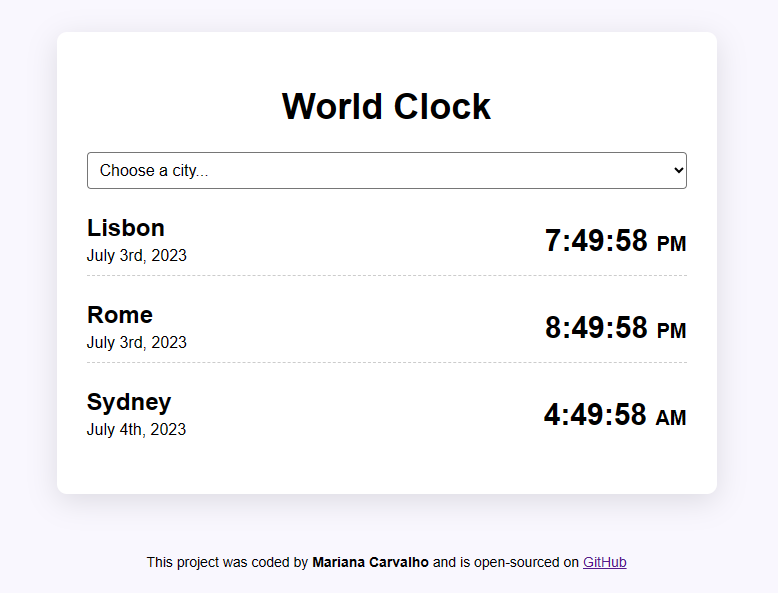 World Clock
Choose a city...
Lisbon
July 3rd, 2023
7:49:58 PM
Rome
July 3rd, 2023
8:49:58 PM
Sydney
July 4th, 2023
4:49:58 AM
This project was coded by Mariana Carvalho and is open-sourced on GitHub